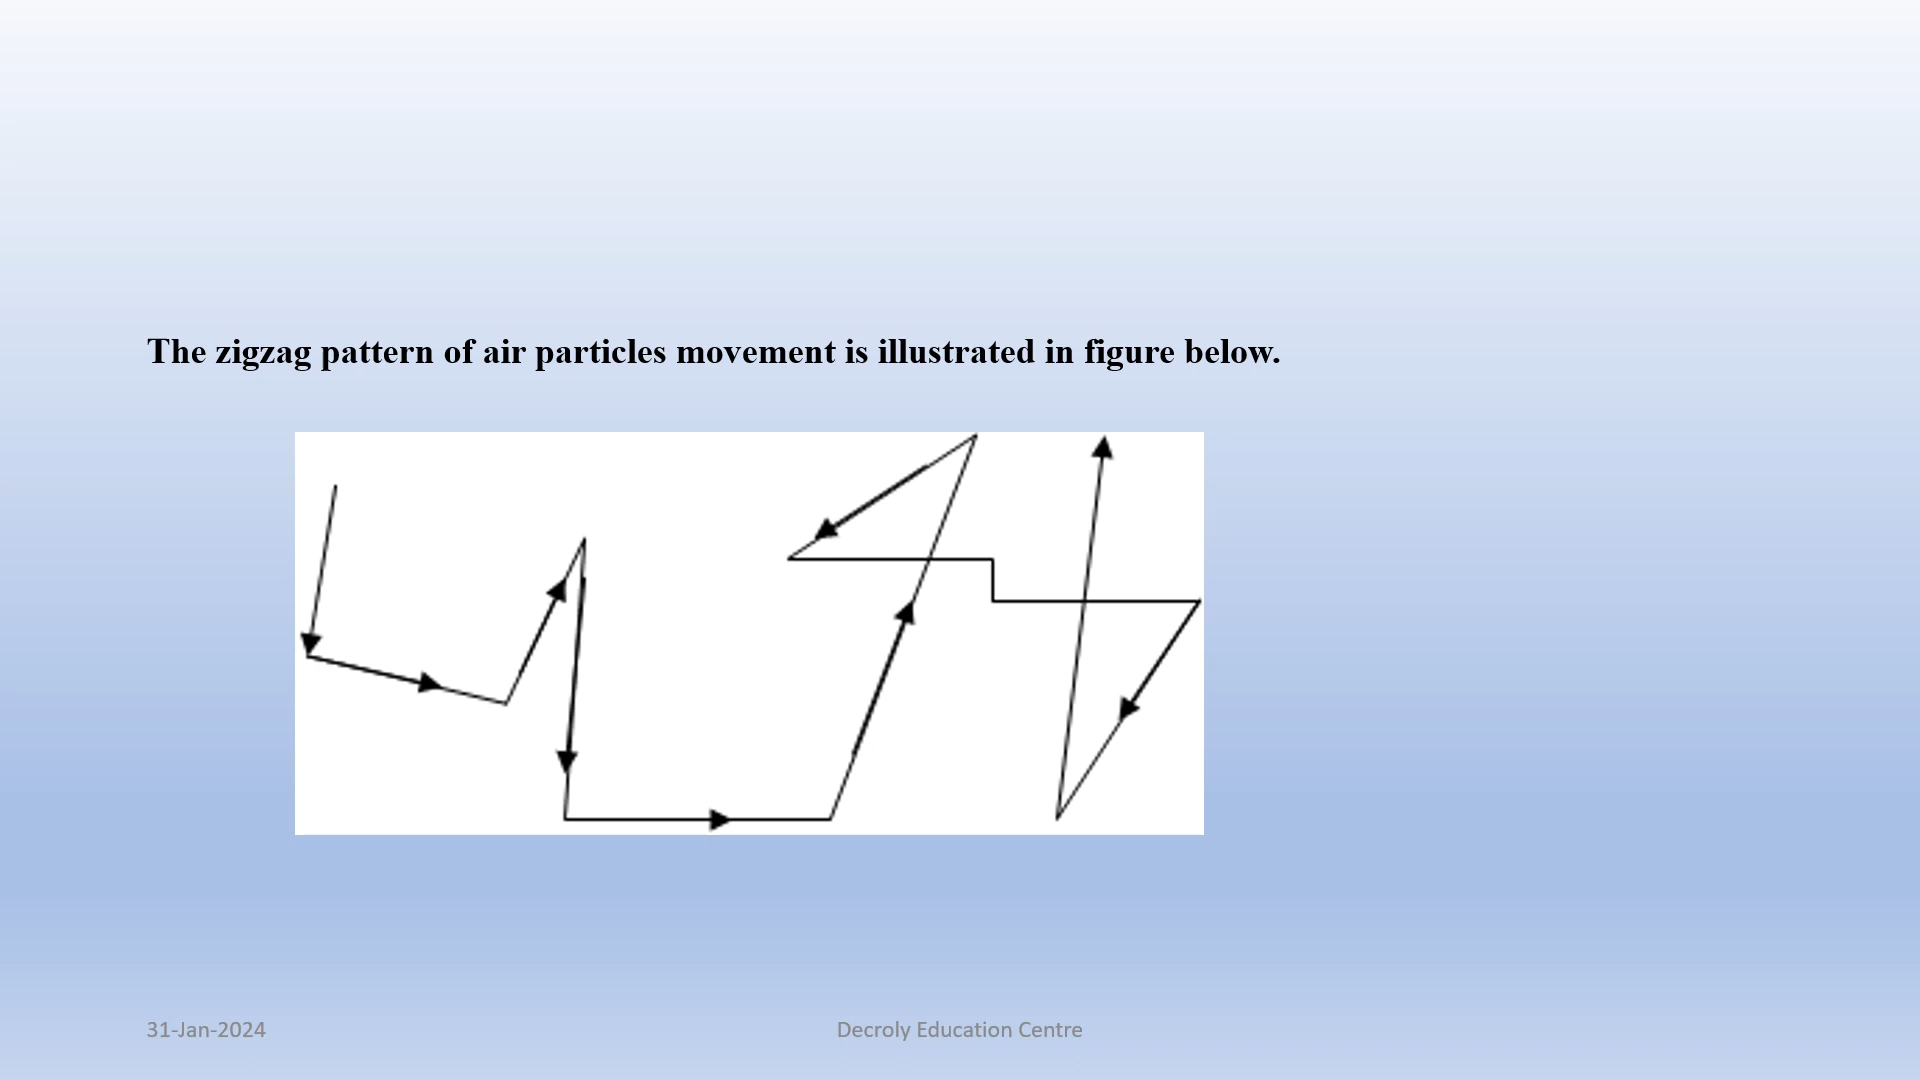 The zigzag pattern of air particles movement is illustrated in figure below.
31-Jan-2024
Decroly Education Centre